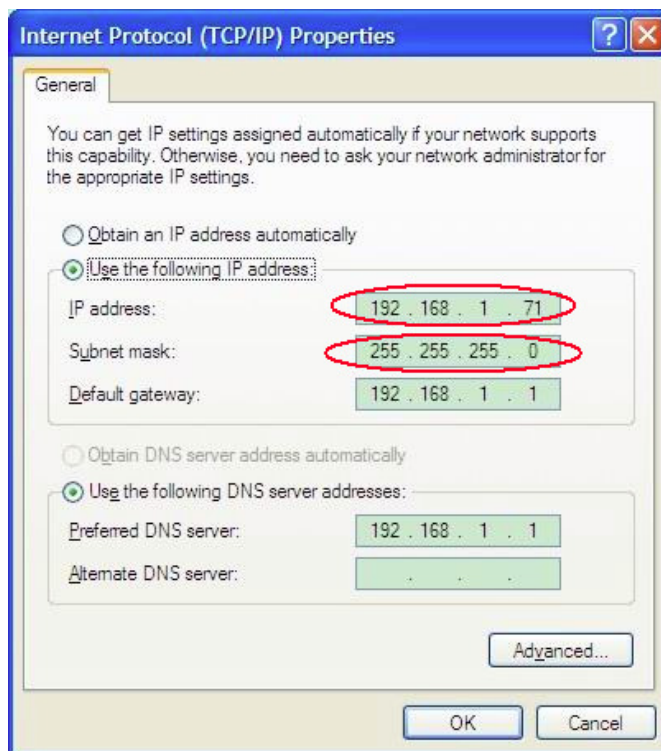 Internet Protocol (TCP/IP) Properties
?
General
You can get IP settings assigned automatically if your network supports
this capability. Otherwise, you need to ask your network administrator for
the appropriate IP settings.
Obtain an IP address automatically
Use the following IP address:
IP address: 192 . 168 . 1 . 71
Subnet mask: 255 . 255 . 255 . 0
Default gateway: 192 . 168 . 1 . 1
Obtain DNS server address automatically
Use the following DNS server addresses:
Preferred DNS server: 192 . 168 . 1 . 1
Alternate DNS server: . . .
Advanced...
OK Cancel